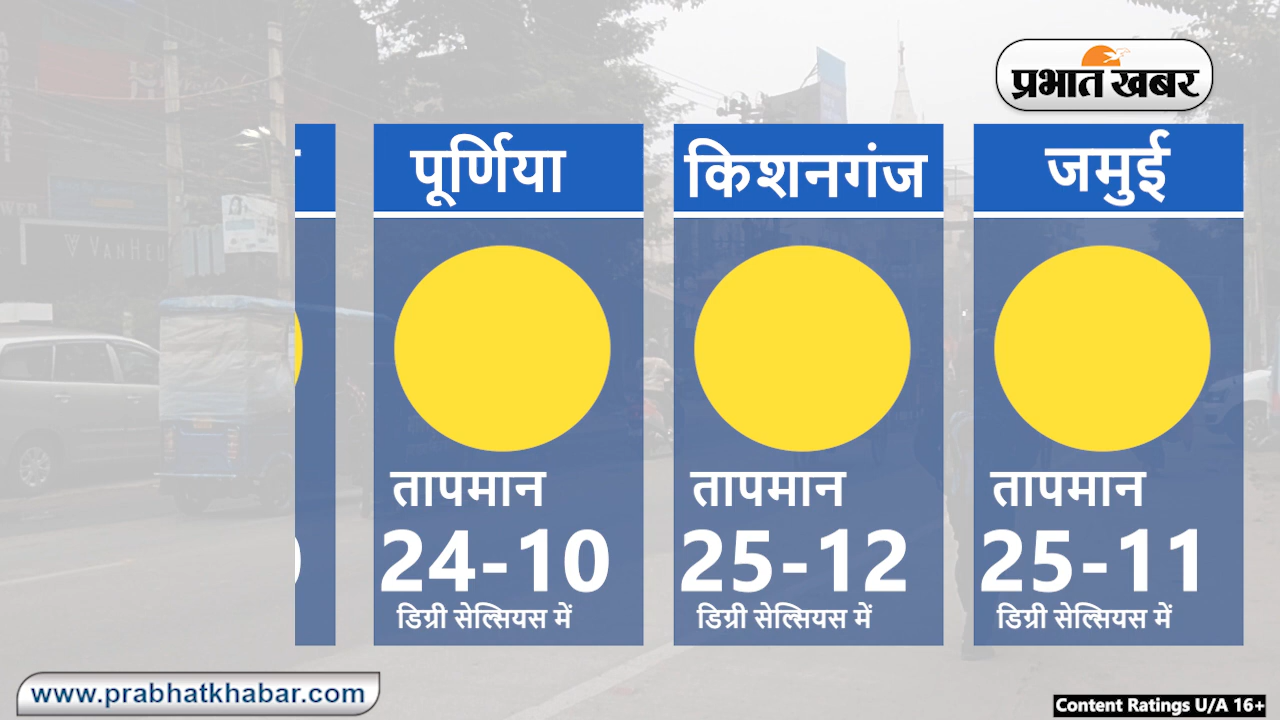 प्रभात खबर
पूर्णिया
तापमान
24-10
डिग्री सेल्सियस में
किशनगंज
तापमान
25-12
डिग्री सेल्सियस में
जमुई
तापमान
25-11
डिग्री सेल्सियस में
VANHEU
www.prabhatkhabar.com
Content Ratings U/A 16+